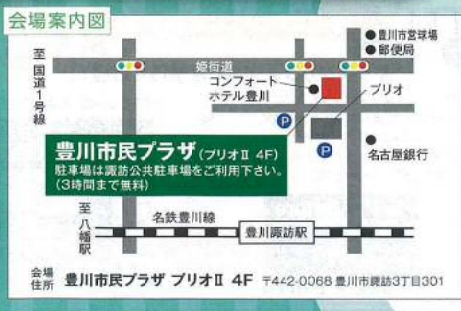 会場案内図
豊川市営球場
郵便局
至国道1号線
姫街道
コンフォート
ホテル豊川
プリオ
P
豊川市民プラザ(プリオⅡ 4F)
駐車場は諏訪公共駐車場をご利用下さい。
(3時間まで無料)
P
名古屋銀行
至八幡駅
名鉄豊川線
豊川諏訪駅
会場住所 豊川市民プラザ プリオⅡ 4F 〒442-0068 豊川市諏訪3丁目301